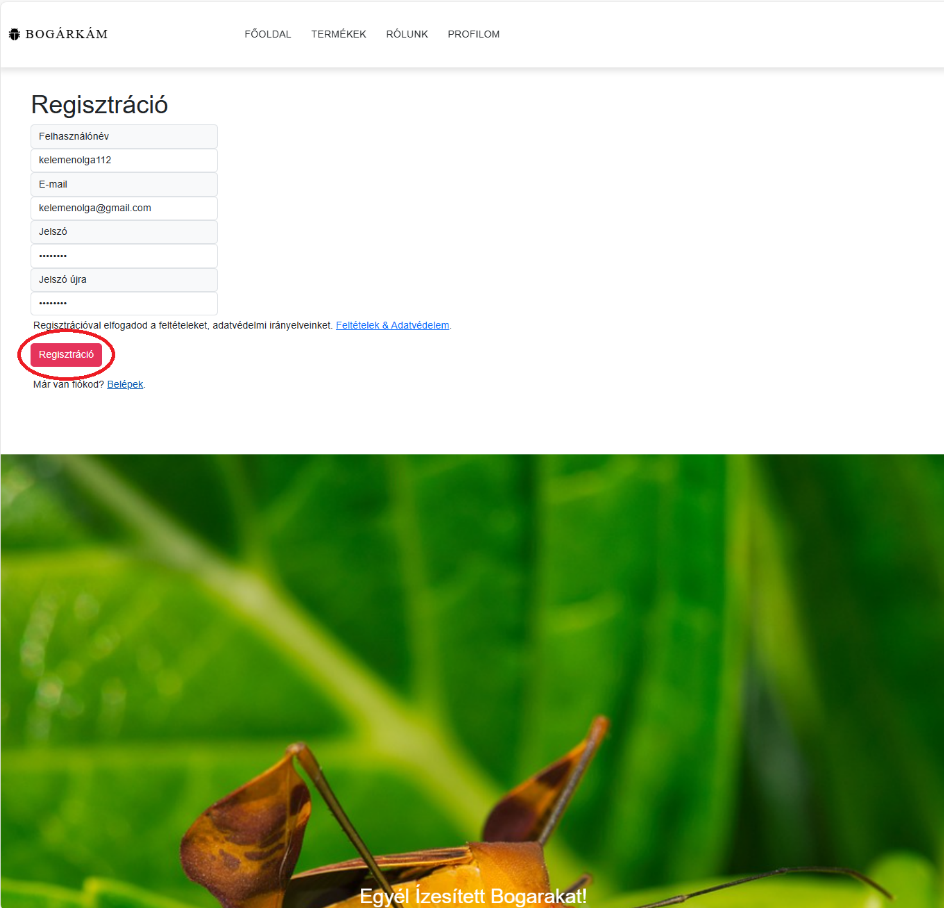 BOGÁRKÁM
FŐOLDAL TERMÉKEK RÓLUNK PROFILOM
Regisztráció
Felhasználónév
kelemenolga112
E-mail
kelemenolga@gmail.com
Jelszó
••••••••
Jelszó újra
••••••••
Regisztrációval elfogadod a feltételeket, adatvédelmi irányelveinket. Feltételek & Adatvédelem.
Regisztráció
Már van fiókod? Belépek.
Egyél Ízesített Bogarakat!